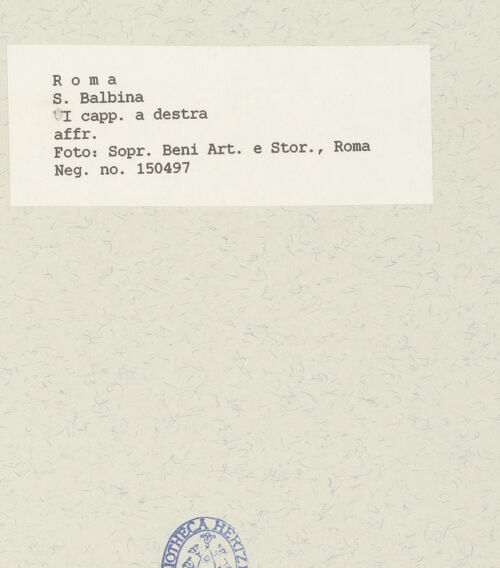 R o m a
S. Balbina
I capp. a destra
affr.
Foto: Sopr. Beni Art. e Stor., Roma
Neg. no. 150497